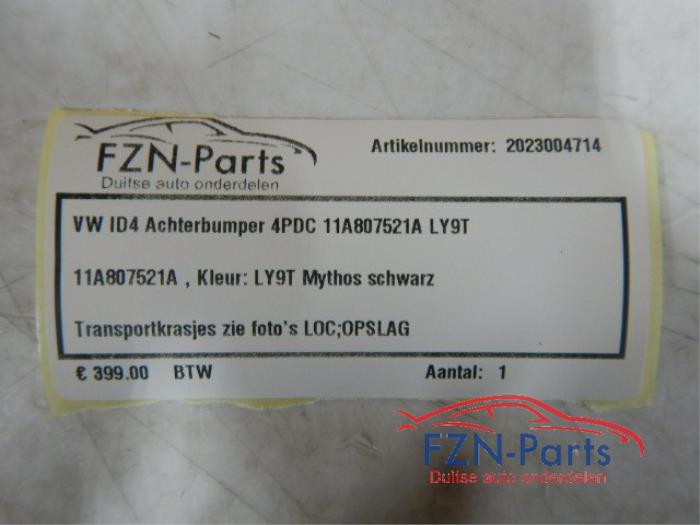 FZN-Parts
Duitse auto onderdelen
Artikelnummer: 2023004714
VW ID4 Achterbumper 4PDC 11A807521A LY9T
11A807521A , Kleur: LY9T Mythos schwarz
Transportkrasjes zie foto's LOC;OPSLAG
€ 399.00 BTW
Aantal: 1
FZN-Parts
Duitse auto onderdelen